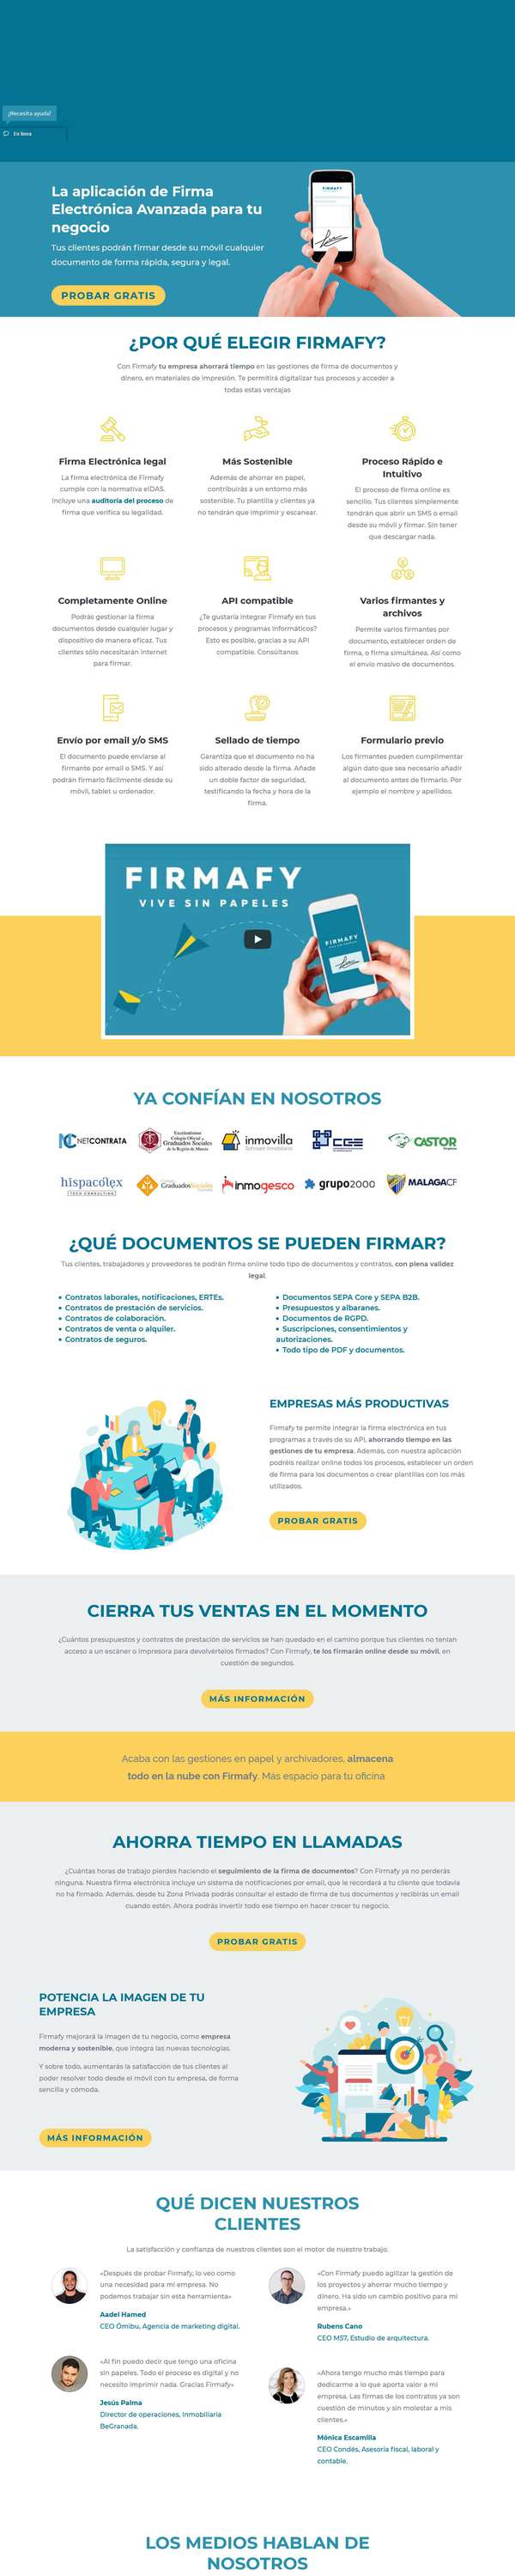 ¿Necesita ayuda?
En línea
La aplicación de Firma
Electrónica Avanzada para tu
negocio
Tus clientes podrán firmar desde su móvil cualquier
documento de forma rápida, segura y legal.
PROBAR GRATIS
FIRMAFY
¿POR QUÉ ELEGIR FIRMAFY?
Con Firmafy tu empresa ahorrará tiempo en las gestiones de firma de documentos y
dinero, en materiales de impresión. Te permitirá digitalizar tus procesos y acceder a
todas estas ventajas
Firma Electrónica legal
La firma electrónica de Firmafy
cumple con la normativa eIDAS.
Incluye una auditoría del proceso de
firma que verifica su legalidad.
Más Sostenible
Además de ahorrar en papel,
contribuirás a un entorno más
sostenible. Tu plantilla y clientes ya
no tendrán que imprimir y escanear.
Proceso Rápido e
Intuitivo
El proceso de firma online es
sencillo. Tus clientes simplemente
tendrán que abrir un SMS o email
desde su móvil y firmar. Sin tener
que descargar nada.
Completamente Online
Podrás gestionar la firma
documentos desde cualquier lugar y
dispositivo de manera eficaz. Tus
clientes sólo necesitarán internet
para firmar.
API compatible
¿Te gustaría integrar Firmafy en tus
procesos y programas informáticos?
Esto es posible, gracias a su API
compatible. Consúltanos
Varios firmantes y
archivos
Permite varios firmantes por
documento, establecer orden de
firma, o firma simultánea. Así como
el envío masivo de documentos.
Envío por email y/o SMS
El documento puede enviarse al
firmante por email o SMS. Y así
podrán firmarlo fácilmente desde su
móvil, tablet u ordenador.
Sellado de tiempo
Garantiza que el documento no ha
sido alterado desde la firma. Añade
un doble factor de seguridad,
testificando la fecha y hora de la
firma.
Formulario previo
Los firmantes pueden cumplimentar
algún dato que sea necesario añadir
al documento antes de firmarlo. Por
ejemplo el nombre y apellidos.
FIRMAFY
VIVE SIN PAPELES
FIRMAFY
YA CONFÍAN EN NOSOTROS
NETCONTRATA
Excelentísimo
Colegio Oficial de
Graduados Sociales
de la Región de Murcia
inmovilla
Software Inmobiliario
CGE
CASTOR
hispacolex
TECH CONSULTING
Graduados Sociales
inmogesco
grupo2000
MALAGACF
¿QUÉ DOCUMENTOS SE PUEDEN FIRMAR?
Tus clientes, trabajadores y proveedores te podrán firma online todo tipo de documentos y contratos, con plena validez
legal.
• Contratos laborales, notificaciones, ERTEs.
• Contratos de prestación de servicios.
• Contratos de colaboración.
• Contratos de venta o alquiler.
• Contratos de seguros.
• Documentos SEPA Core y SEPA B2B.
• Presupuestos y albaranes.
• Documentos de RGPD.
• Suscripciones, consentimientos y
autorizaciones.
• Todo tipo de PDF y documentos.
EMPRESAS MÁS PRODUCTIVAS
Firmafy te permite integrar la firma electrónica en tus
programas a través de su API, ahorrando tiempo en las
gestiones de tu empresa. Además, con nuestra aplicación
podréis realizar online todos los procesos, establecer un orden
de firma para los documentos o crear plantillas con los más
utilizados.
PROBAR GRATIS
CIERRA TUS VENTAS EN EL MOMENTO
¿Cuántos presupuestos y contratos de prestación de servicios se han quedado en el camino porque tus clientes no tenían
acceso a un escáner o impresora para devolvértelos firmados? Con Firmafy, te los firmarán online desde su móvil, en
cuestión de segundos.
MÁS INFORMACIÓN
Acaba con las gestiones en papel y archivadores, almacena
todo en la nube con Firmafy. Más espacio para tu oficina
AHORRA TIEMPO EN LLAMADAS
¿Cuántas horas de trabajo pierdes haciendo el seguimiento de la firma de documentos? Con Firmafy ya no perderás
ninguna. Nuestra firma electrónica incluye un sistema de notificaciones por email, que le recordará a tu cliente que todavía
no ha firmado. Además, desde tu Zona Privada podrás consultar el estado de firma de tus documentos y recibirás un email
cuando estén. Ahora podrás invertir todo ese tiempo en hacer crecer tu negocio.
PROBAR GRATIS
POTENCIA LA IMAGEN DE TU
EMPRESA
Firmafy mejorará la imagen de tu negocio, como empresa
moderna y sostenible, que integra las nuevas tecnologías.
Y sobre todo, aumentarás la satisfacción de tus clientes al
poder resolver todo desde el móvil con tu empresa, de forma
sencilla y cómoda.
MÁS INFORMACIÓN
QUÉ DICEN NUESTROS
CLIENTES
La satisfacción y confianza de nuestros clientes son el motor de nuestro trabajo.
«Después de probar Firmafy, lo veo como
una necesidad para mi empresa. No
podemos trabajar sin esta herramienta»
Aadel Hamed
CEO Ömibu, Agencia de marketing digital.
«Con Firmafy puedo agilizar la gestión de
los proyectos y ahorrar mucho tiempo y
dinero. Ha sido un cambio positivo para mi
empresa.»
Rubens Cano
CEO M57, Estudio de arquitectura.
«Al fin puedo decir que tengo una oficina
sin papeles. Todo el proceso es digital y no
necesito imprimir nada. Gracias Firmafy»
Jesús Palma
Director de operaciones, Inmobiliaria
BeGranada.
«Ahora tengo mucho más tiempo para
dedicarme a lo que aporta valor a mi
empresa. Las firmas de los contratos ya son
cuestión de minutos y sin molestar a mis
clientes.»
Mónica Escamilla
CEO Condés, Asesoría fiscal, laboral y
contable.
LOS MEDIOS HABLAN DE
NOSOTROS